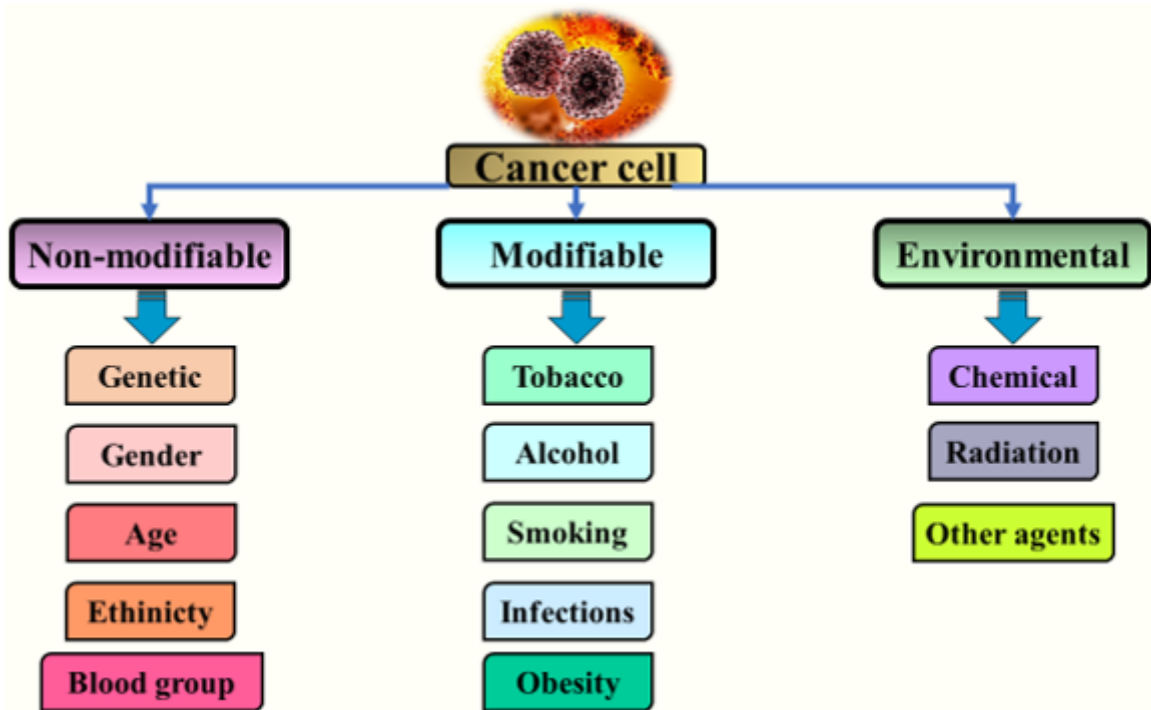 Cancer cell
Non-modifiable
Modifiable
Environmental
Genetic
Tobacco
Chemical
Gender
Alcohol
Radiation
Age
Smoking
Other agents
Ethinicty
Infections
Blood group
Obesity